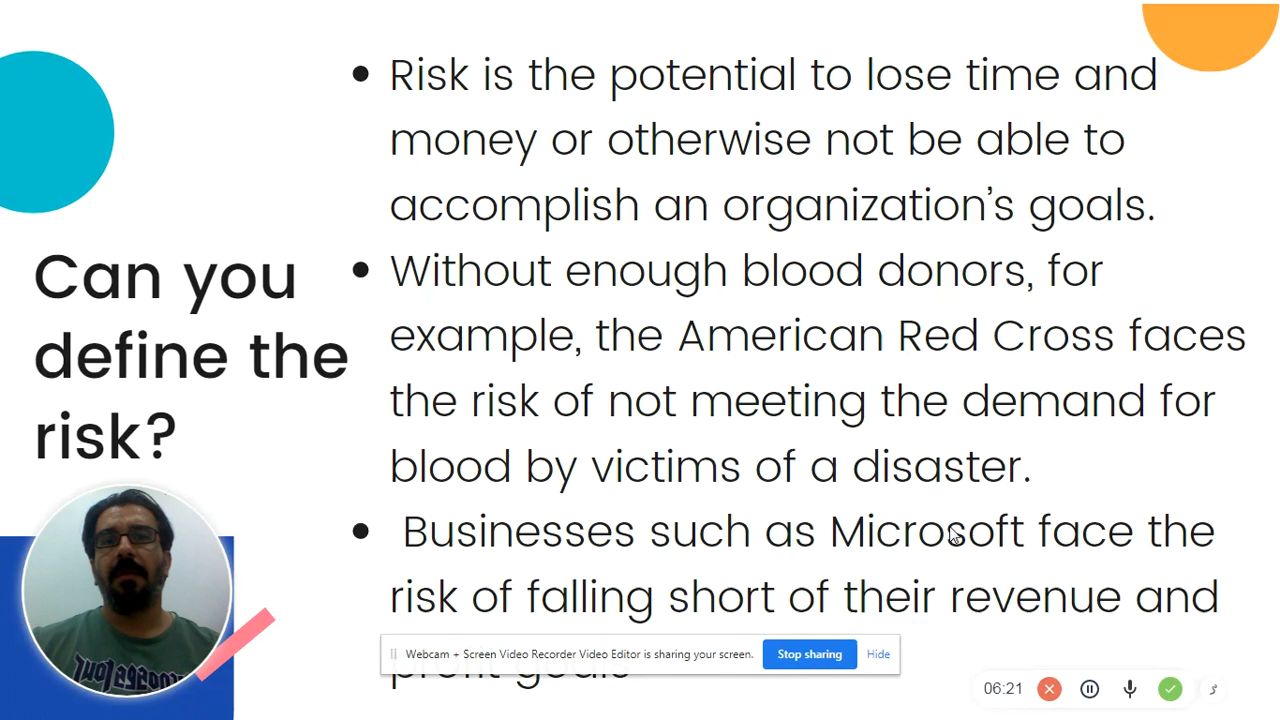 Can you
define the
risk?
• Risk is the potential to lose time and
money or otherwise not be able to
accomplish an organization’s goals.
• Without enough blood donors, for
example, the American Red Cross faces
the risk of not meeting the demand for
blood by victims of a disaster.
• Businesses such as Microsoft face the
risk of falling short of their revenue and
profit goals
Webcam + Screen Video Recorder Video Editor is sharing your screen. Stop sharing Hide
06:21